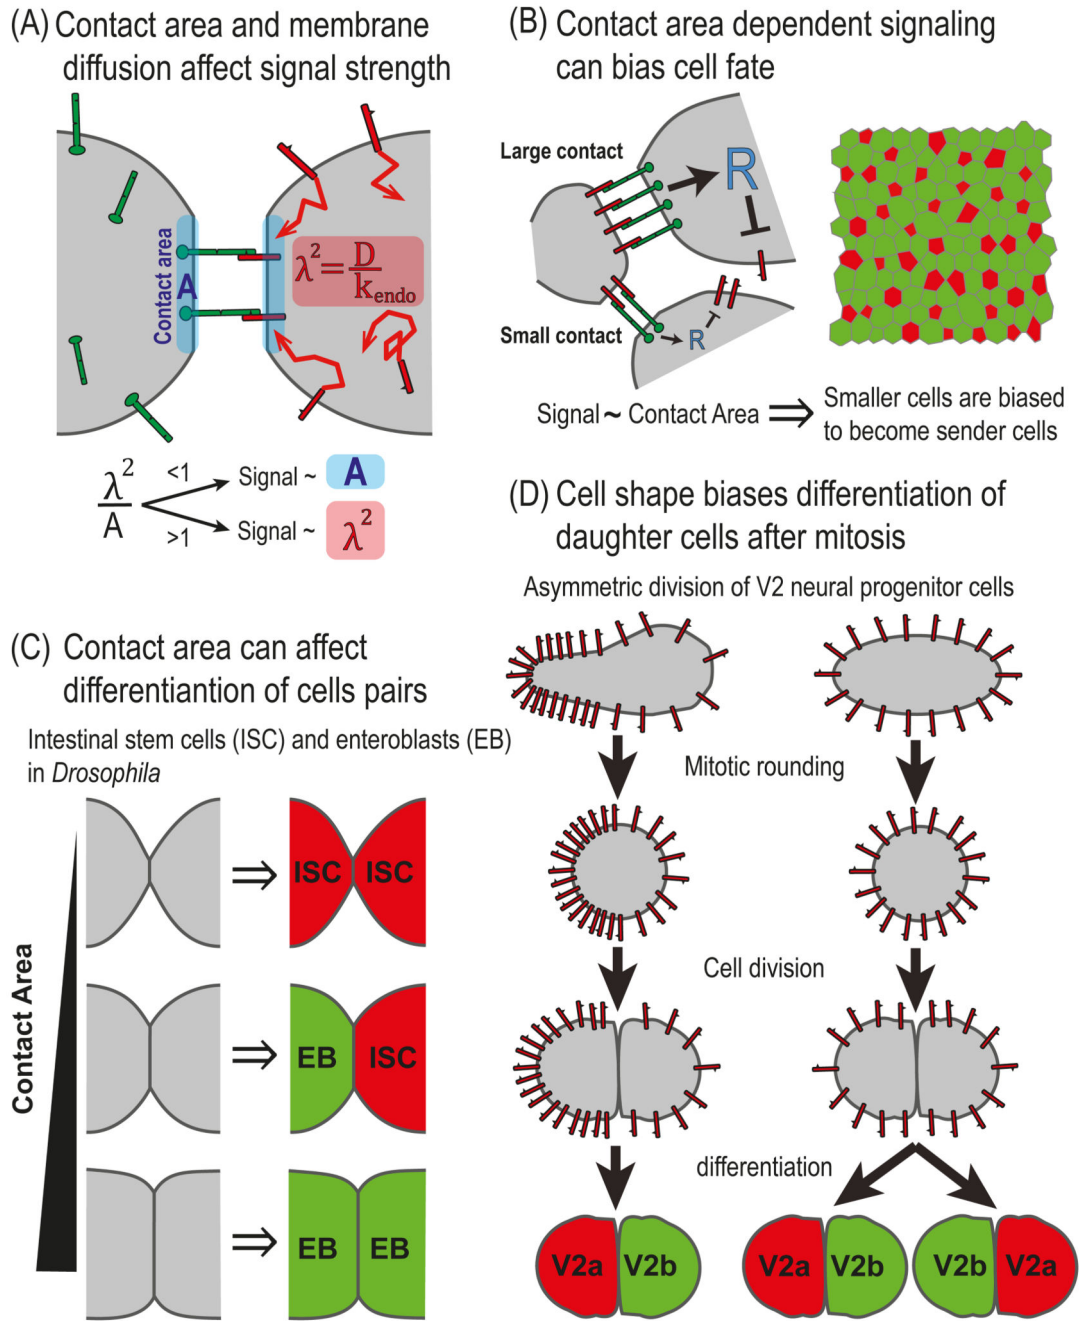 (A) Contact area and membrane
diffusion affect signal strength
Contact area
A
λ² = D
k endo
λ²
A
<1
Signal ~ A
>1
Signal ~ λ²
(B) Contact area dependent signaling
can bias cell fate
Large contact
R
Small contact
R
Signal ~ Contact Area ⇒ Smaller cells are biased
to become sender cells
(C) Contact area can affect
differentiantion of cells pairs
Intestinal stem cells (ISC) and enteroblasts (EB)
in Drosophila
Contact Area
⇒ ISC ISC
⇒ EB ISC
⇒ EB EB
(D) Cell shape biases differentiation of
daughter cells after mitosis
Asymmetric division of V2 neural progenitor cells
Mitotic rounding
Cell division
differentiation
V2a V2b V2a V2b V2b V2a